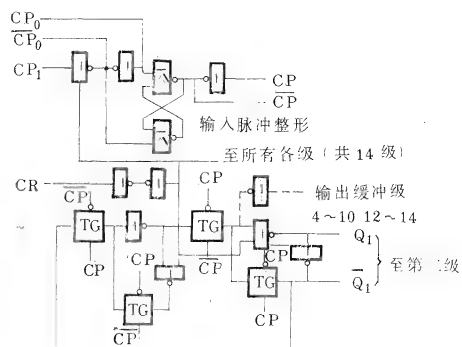 CP₀
C̅P̅₀
CP₁
CP
C̅P̅
输入脉冲整形
至所有各级（共14级）
CR
C̅P̅
CP
输出缓冲级
4~10 12~14
TG
TG
CP
CP
C̅P̅
CP
Q₁
Q̅₁
至第二级
TG
TG
C̅P̅
CP